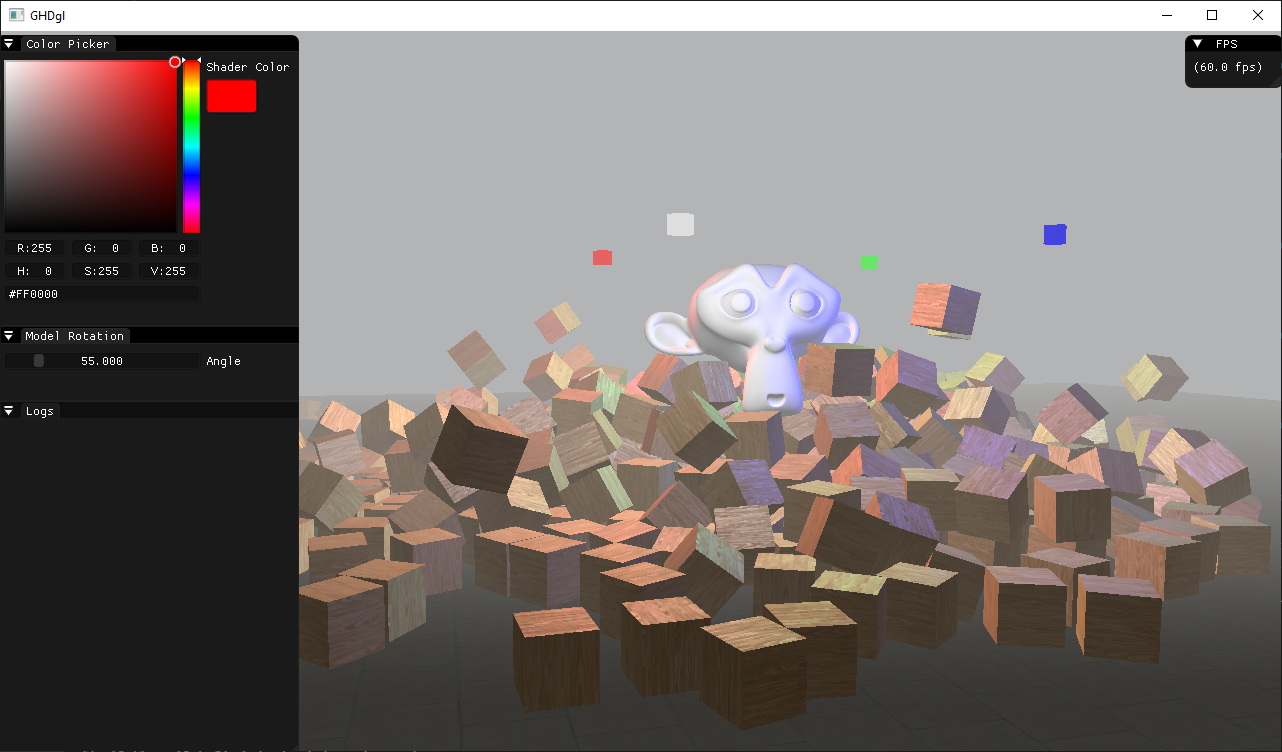 GHDgl
Color Picker
Shader Color
R:255 G: 0 B: 0
H: 0 S:255 V:255
#FF0000
Model Rotation
55.000 Angle
Logs
FPS
(60.0 fps)